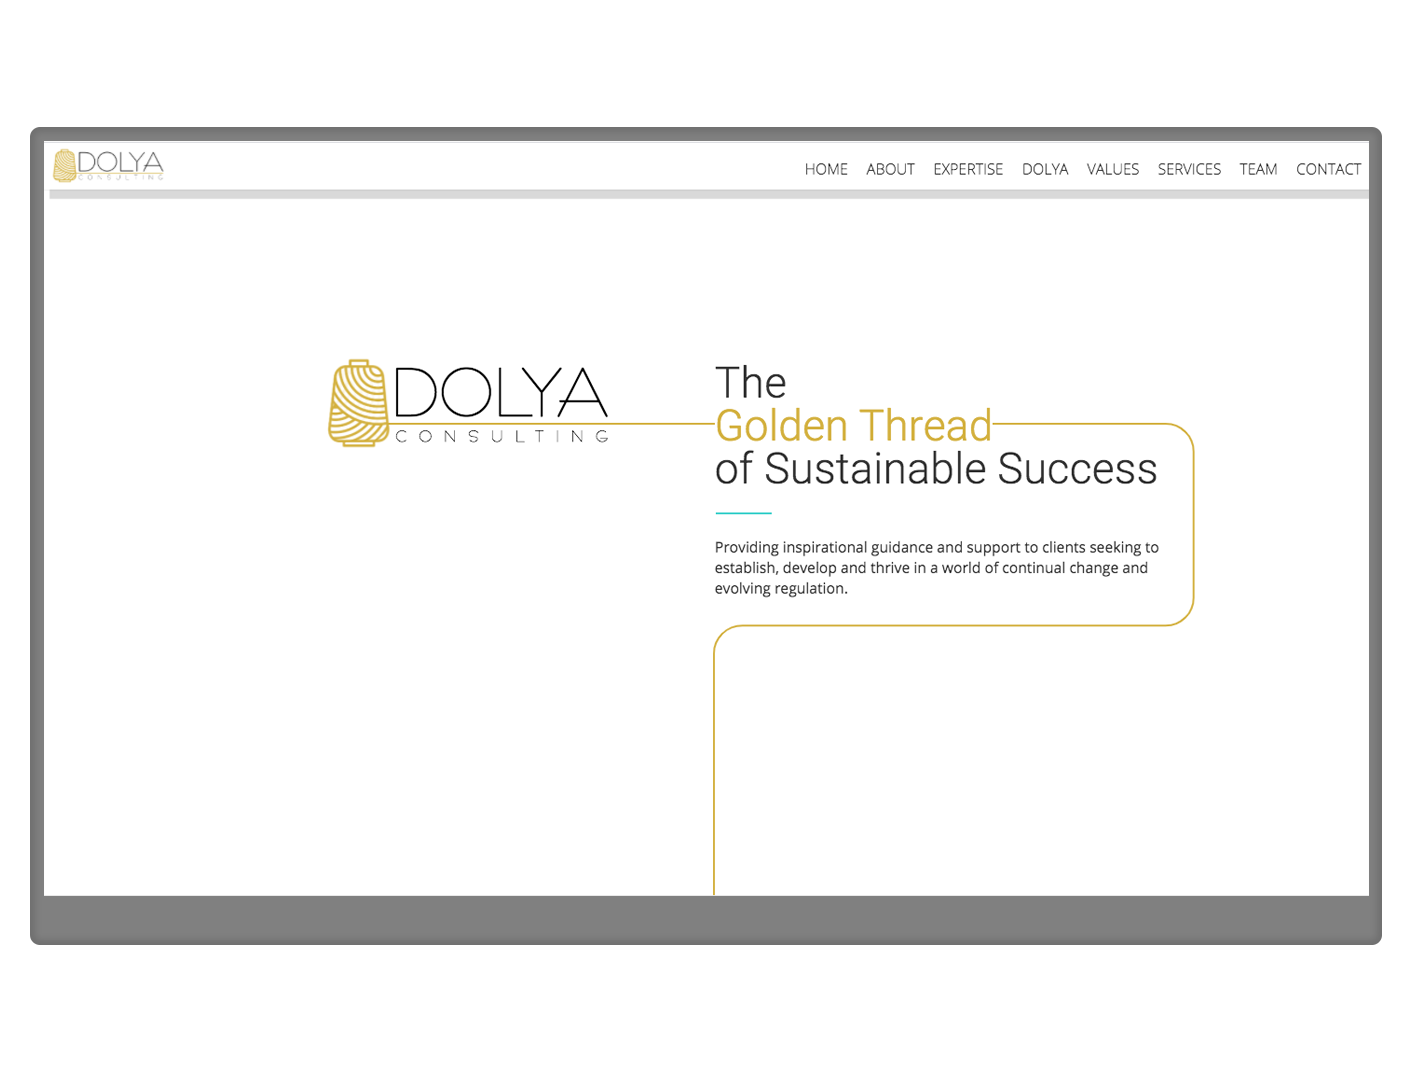 DOLYA
CONSULTING
HOME ABOUT EXPERTISE DOLYA VALUES SERVICES TEAM CONTACT
DOLYA
CONSULTING
The
Golden Thread
of Sustainable Success
Providing inspirational guidance and support to clients seeking to
establish, develop and thrive in a world of continual change and
evolving regulation.